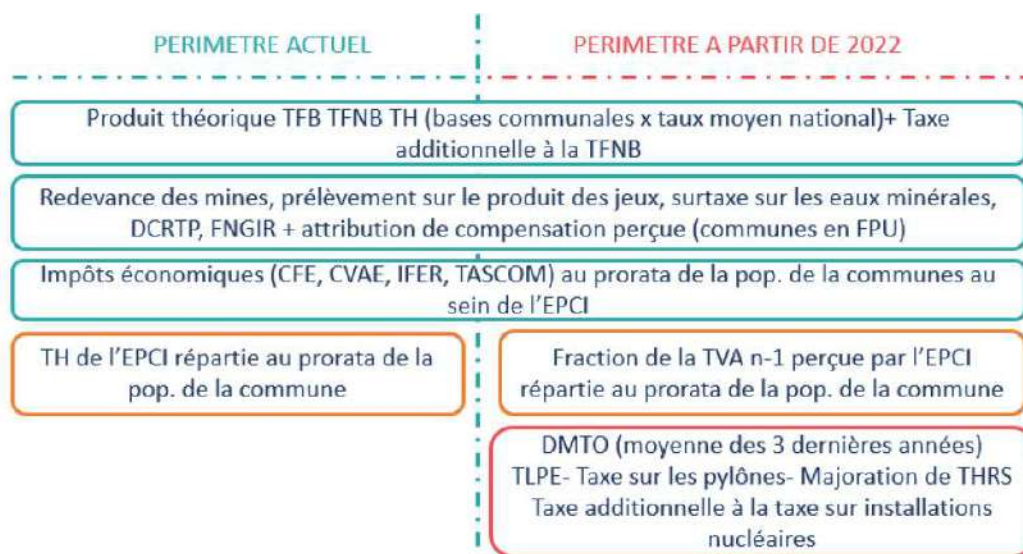 PERIMETRE ACTUEL
PERIMETRE A PARTIR DE 2022
Produit théorique TFB TFNB TH (bases communales x taux moyen national)+ Taxe
additionnelle à la TFNB
Redevance des mines, prélèvement sur le produit des jeux, surtaxe sur les eaux minérales,
DCRTP, FNGIR + attribution de compensation perçue (communes en FPU)
Impôts économiques (CFE, CVAE, IFER, TASCOM) au prorata de la pop. de la communes au
sein de l'EPCI
TH de l'EPCI répartie au prorata de la
pop. de la commune
Fraction de la TVA n-1 perçue par l'EPCI
répartie au prorata de la pop. de la commune
DMTO (moyenne des 3 dernières années)
TLPE- Taxe sur les pylônes- Majoration de THRS
Taxe additionnelle à la taxe sur installations
nucléaires